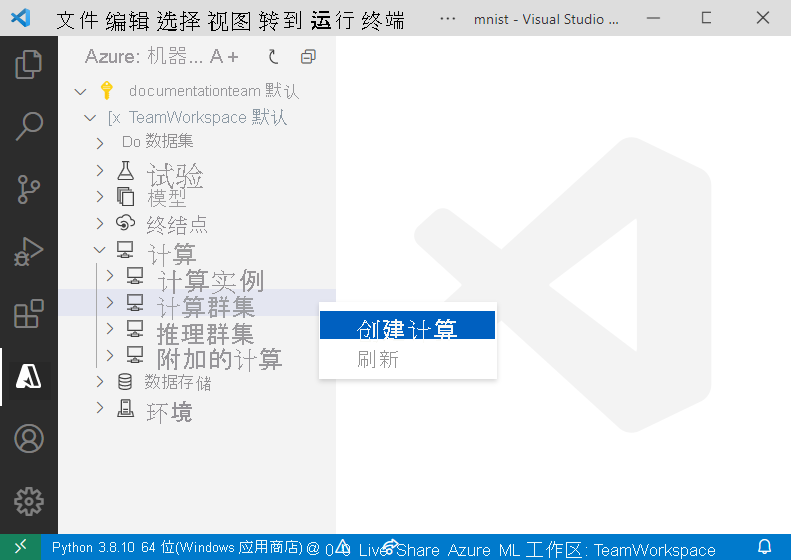 文件 编辑 选择 视图 转到 运行 终端 ··· mnist - Visual Studio ...
Azure: 机器... A +
documentationteam 默认
[x TeamWorkspace 默认
Do 数据集
试验
模型
终结点
计算
计算实例
计算群集
创建计算
推理群集
附加的计算
刷新
数据存储
环境
Python 3.8.10 64 位(Windows 应用商店) @ 0 Live Share Azure ML 工作区: TeamWorkspace